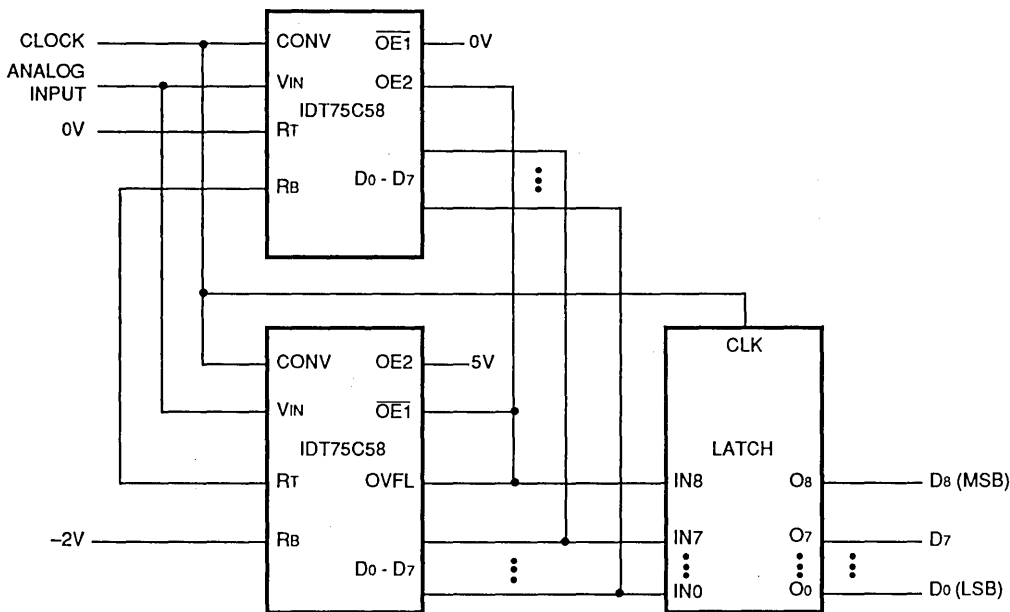 CLOCK
ANALOG
INPUT
0V
CONV
VIN
IDT75C58
RT
RB
OE1
OE2
D0 - D7
0V
CONV
VIN
IDT75C58
RT
RB
OE2
OE1
OVFL
D0 - D7
5V
–2V
CLK
LATCH
IN8
IN7
IN0
O8
O7
O0
D8 (MSB)
D7
D0 (LSB)